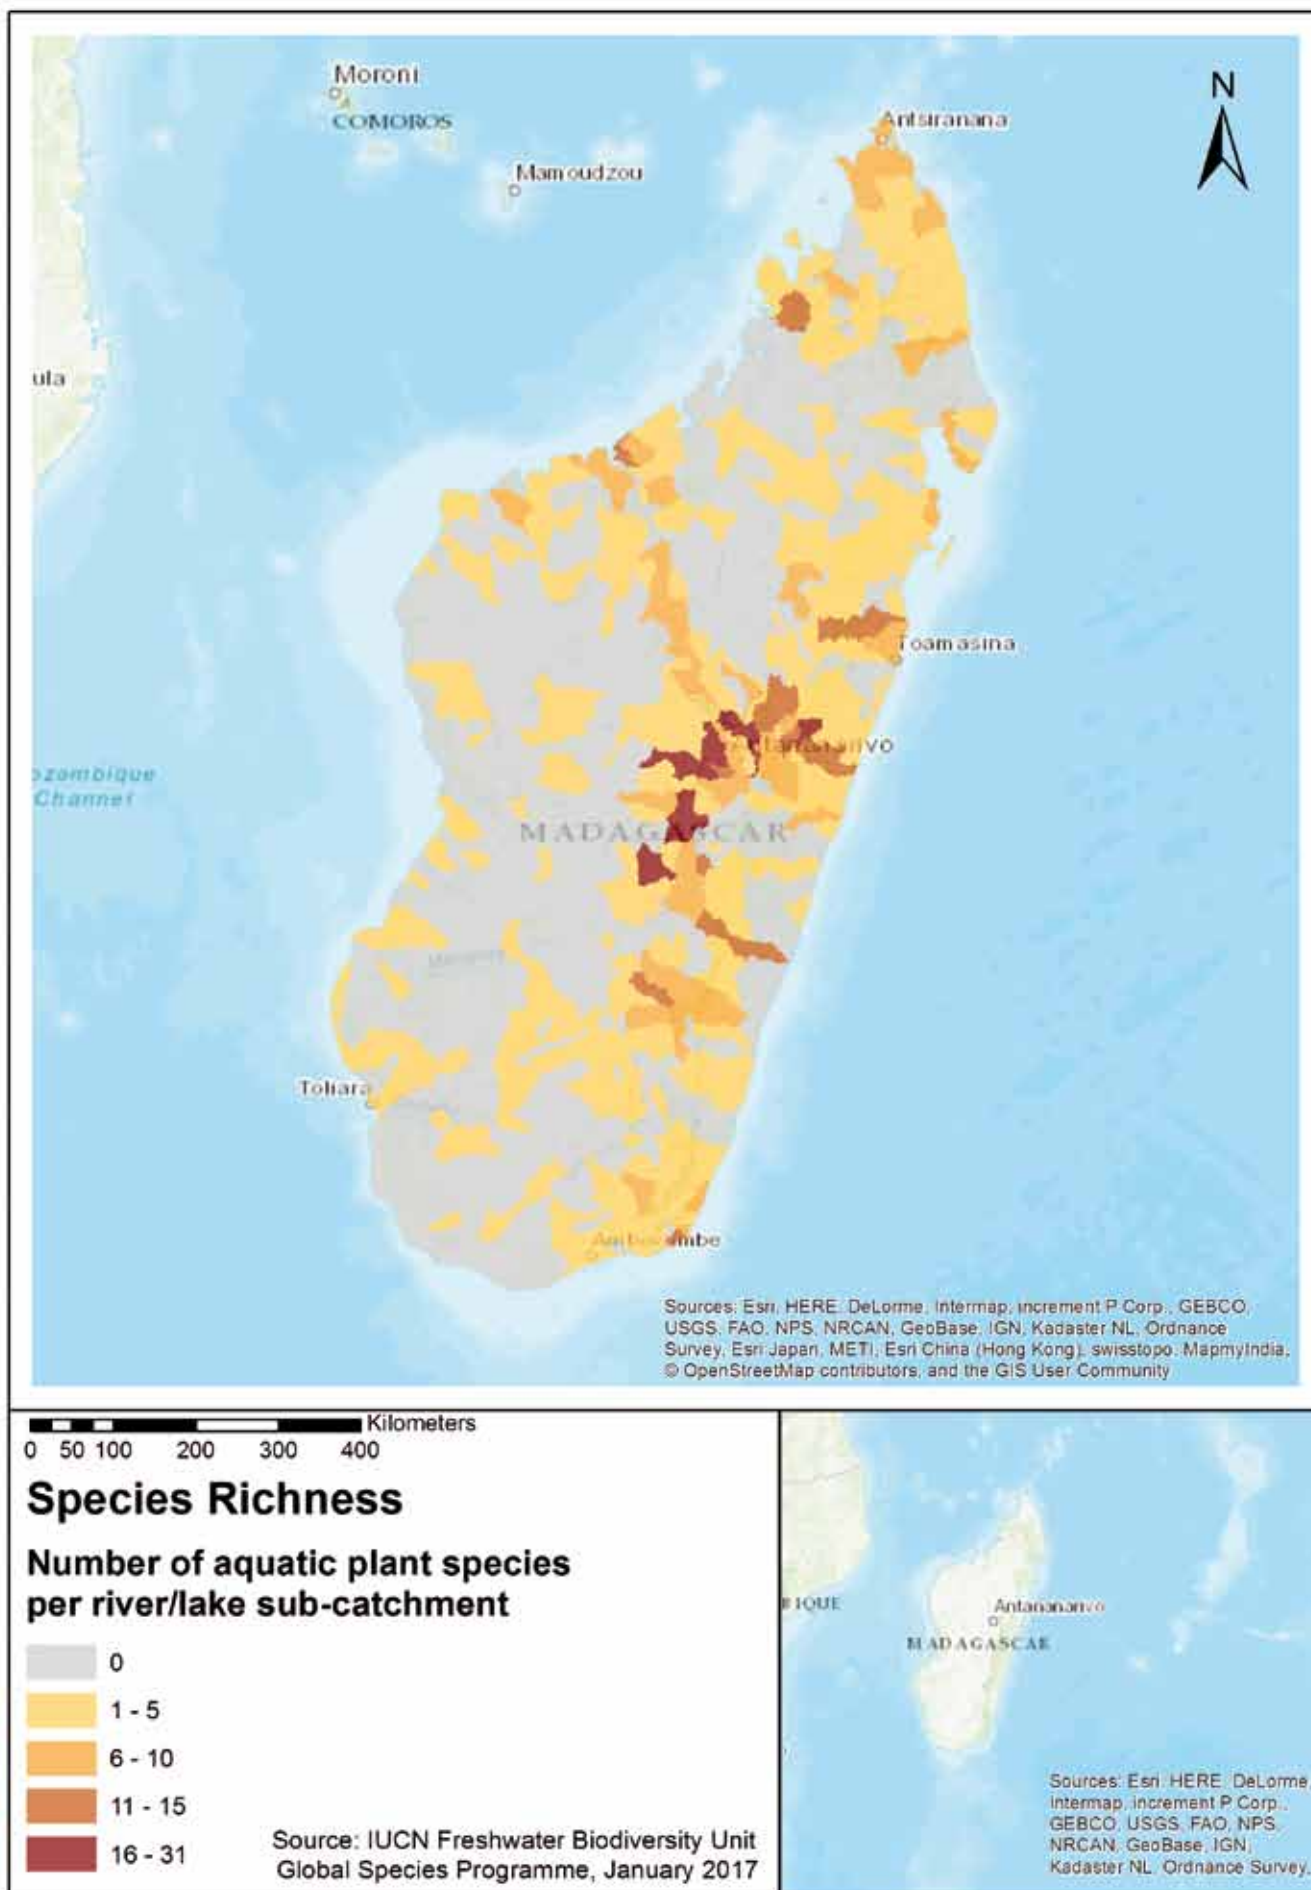 Moroni
COMOROS
Mamoudzou
Antsiranana
N
ula
Toamasina
Antananarivo
ozambique
Channel
MADAGASCAR
Toliara
Sources: Esri, HERE, DeLorme, Intermap, increment P Corp., GEBCO,
USGS, FAO, NPS, NRCAN, GeoBase, IGN, Kadaster NL, Ordnance
Survey, Esri Japan, METI, Esri China (Hong Kong), swisstopo, MapmyIndia,
© OpenStreetMap contributors, and the GIS User Community
Kilometers
0 50 100 200 300 400
Species Richness
Number of aquatic plant species
per river/lake sub-catchment
0
1 - 5
6 - 10
11 - 15
16 - 31
Source: IUCN Freshwater Biodiversity Unit
Global Species Programme, January 2017
BIQUE
Antananarivo
MADAGASCAR
Sources: Esri, HERE, DeLorme,
Intermap, increment P Corp.,
GEBCO, USGS, FAO, NPS,
NRCAN, GeoBase, IGN,
Kadaster NL, Ordnance Survey,